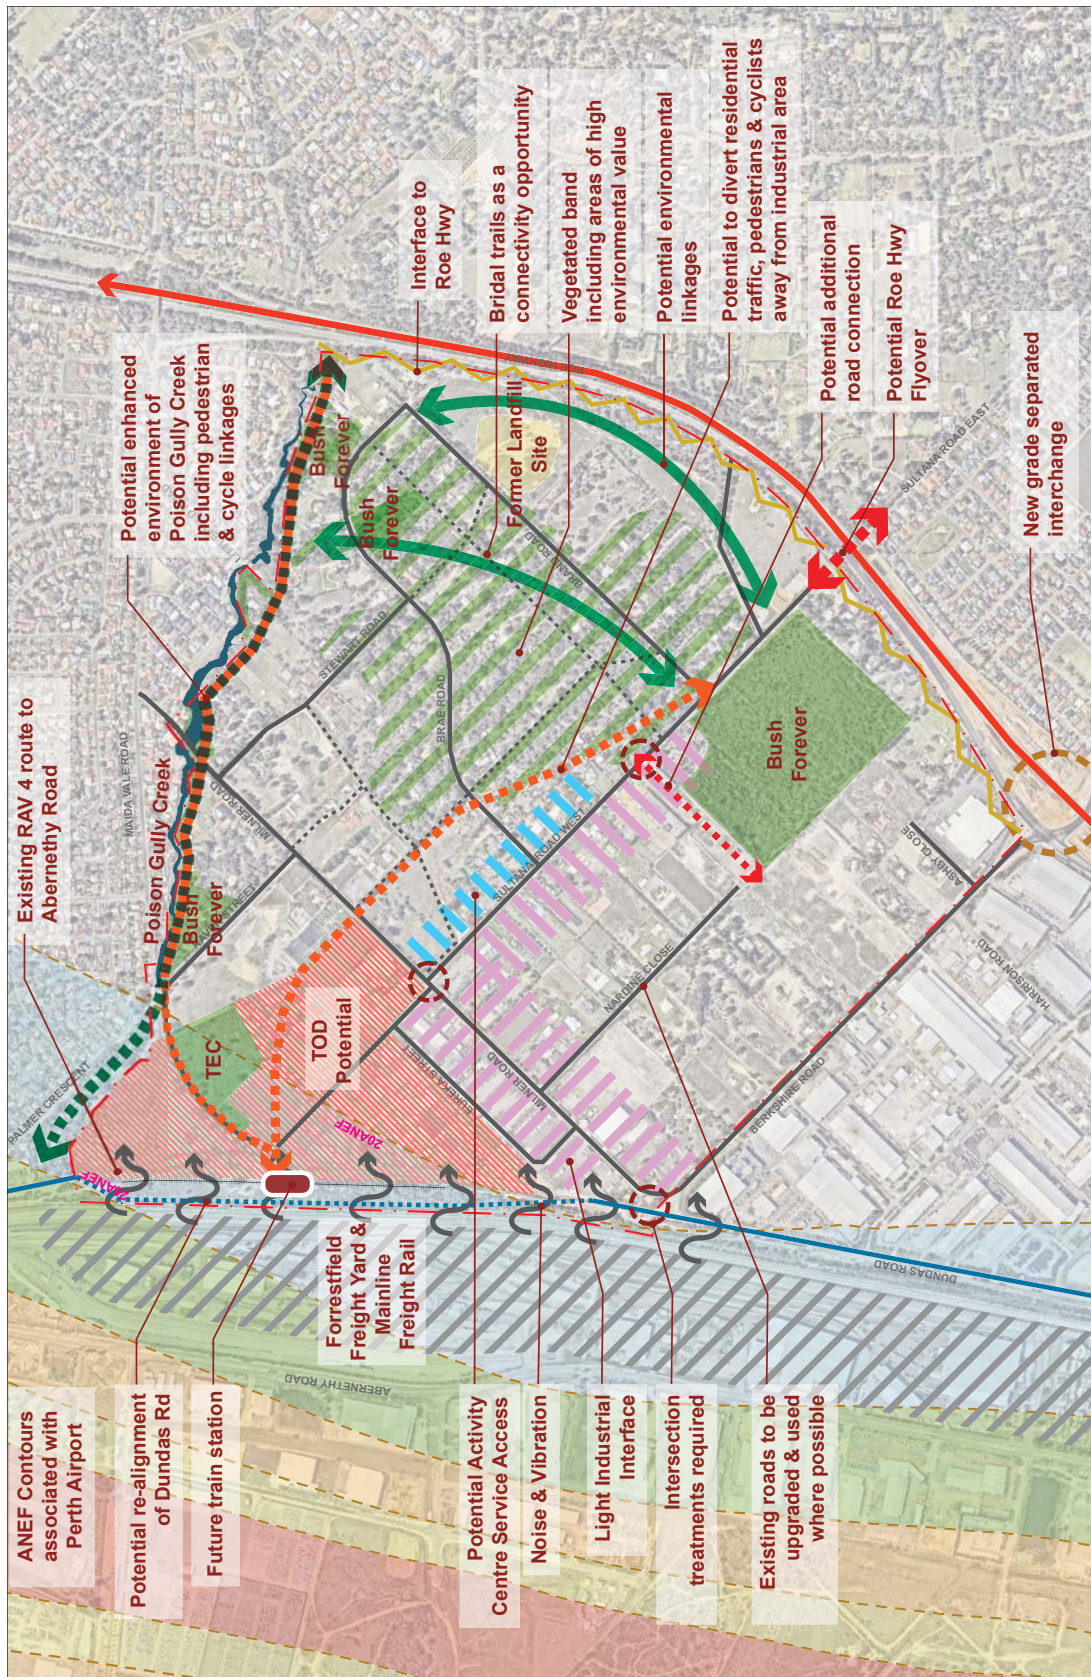 ANEF Contours
associated with
Perth Airport
Potential re-alignment
of Dundas Rd
Future train station
Forrestfield
Freight Yard &
Mainline
Freight Rail
Potential Activity
Centre Service Access
Noise & Vibration
Light Industrial
Interface
Intersection
treatments required
Existing roads to be
upgraded & used
where possible
ABERNETHY ROAD
DUNDAS ROAD
Existing RAV 4 route to
Abernethy Road
PALMER CRESCENT
25ANEF
20ANEF
TEC
TOD
Potential
Poison Gully Creek
Bush
Forever
MAIDA VALE ROAD
MILNER ROAD
EUREKA STREET
MILNER ROAD
NARDINE CLOSE
BERKSHIRE ROAD
SULTANA ROAD WEST
HARRISON ROAD
ASHBY CLOSE
Potential enhanced
environment of
Poison Gully Creek
including pedestrian
& cycle linkages
STEWART ROAD
BRAE ROAD
BRAND ROAD
Bush
Forever
Bush
Forever
Former Landfill
Site
Bush
Forever
ROE HIGHWAY
SULTANA ROAD EAST
Interface to
Roe Hwy
Bridal trails as a
connectivity opportunity
Vegetated band
including areas of high
environmental value
Potential environmental
linkages
Potential to divert residential
traffic, pedestrians & cyclists
away from industrial area
Potential additional
road connection
Potential Roe Hwy
Flyover
New grade separated
interchange